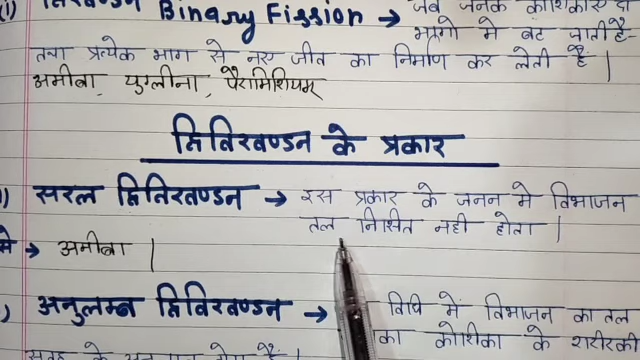 (i) Binary Fission → जब जनक कोशिकाएं दो
भागो मे बट जाती है-
तथा प्रत्येक भाग से नए जीव का निर्माण कर लेती है |
अमीबा, युग्लीना, पैरामिशियम
द्विविखण्डन के प्रकार
सरल द्विविखण्डन → इस प्रकार के जनन मे विभाजन
तल निश्चित नही होता |
→ अमीबा |
अनुलम्ब द्विविखण्डन → विधि में विभाजन का तल
का कोशिका के शरीर की